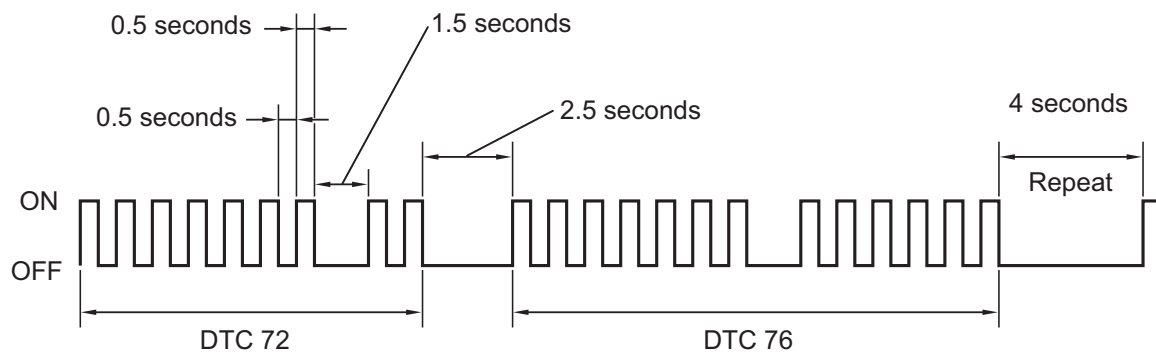 0.5 seconds
1.5 seconds
0.5 seconds
2.5 seconds
4 seconds
Repeat
ON
OFF
DTC 72
DTC 76